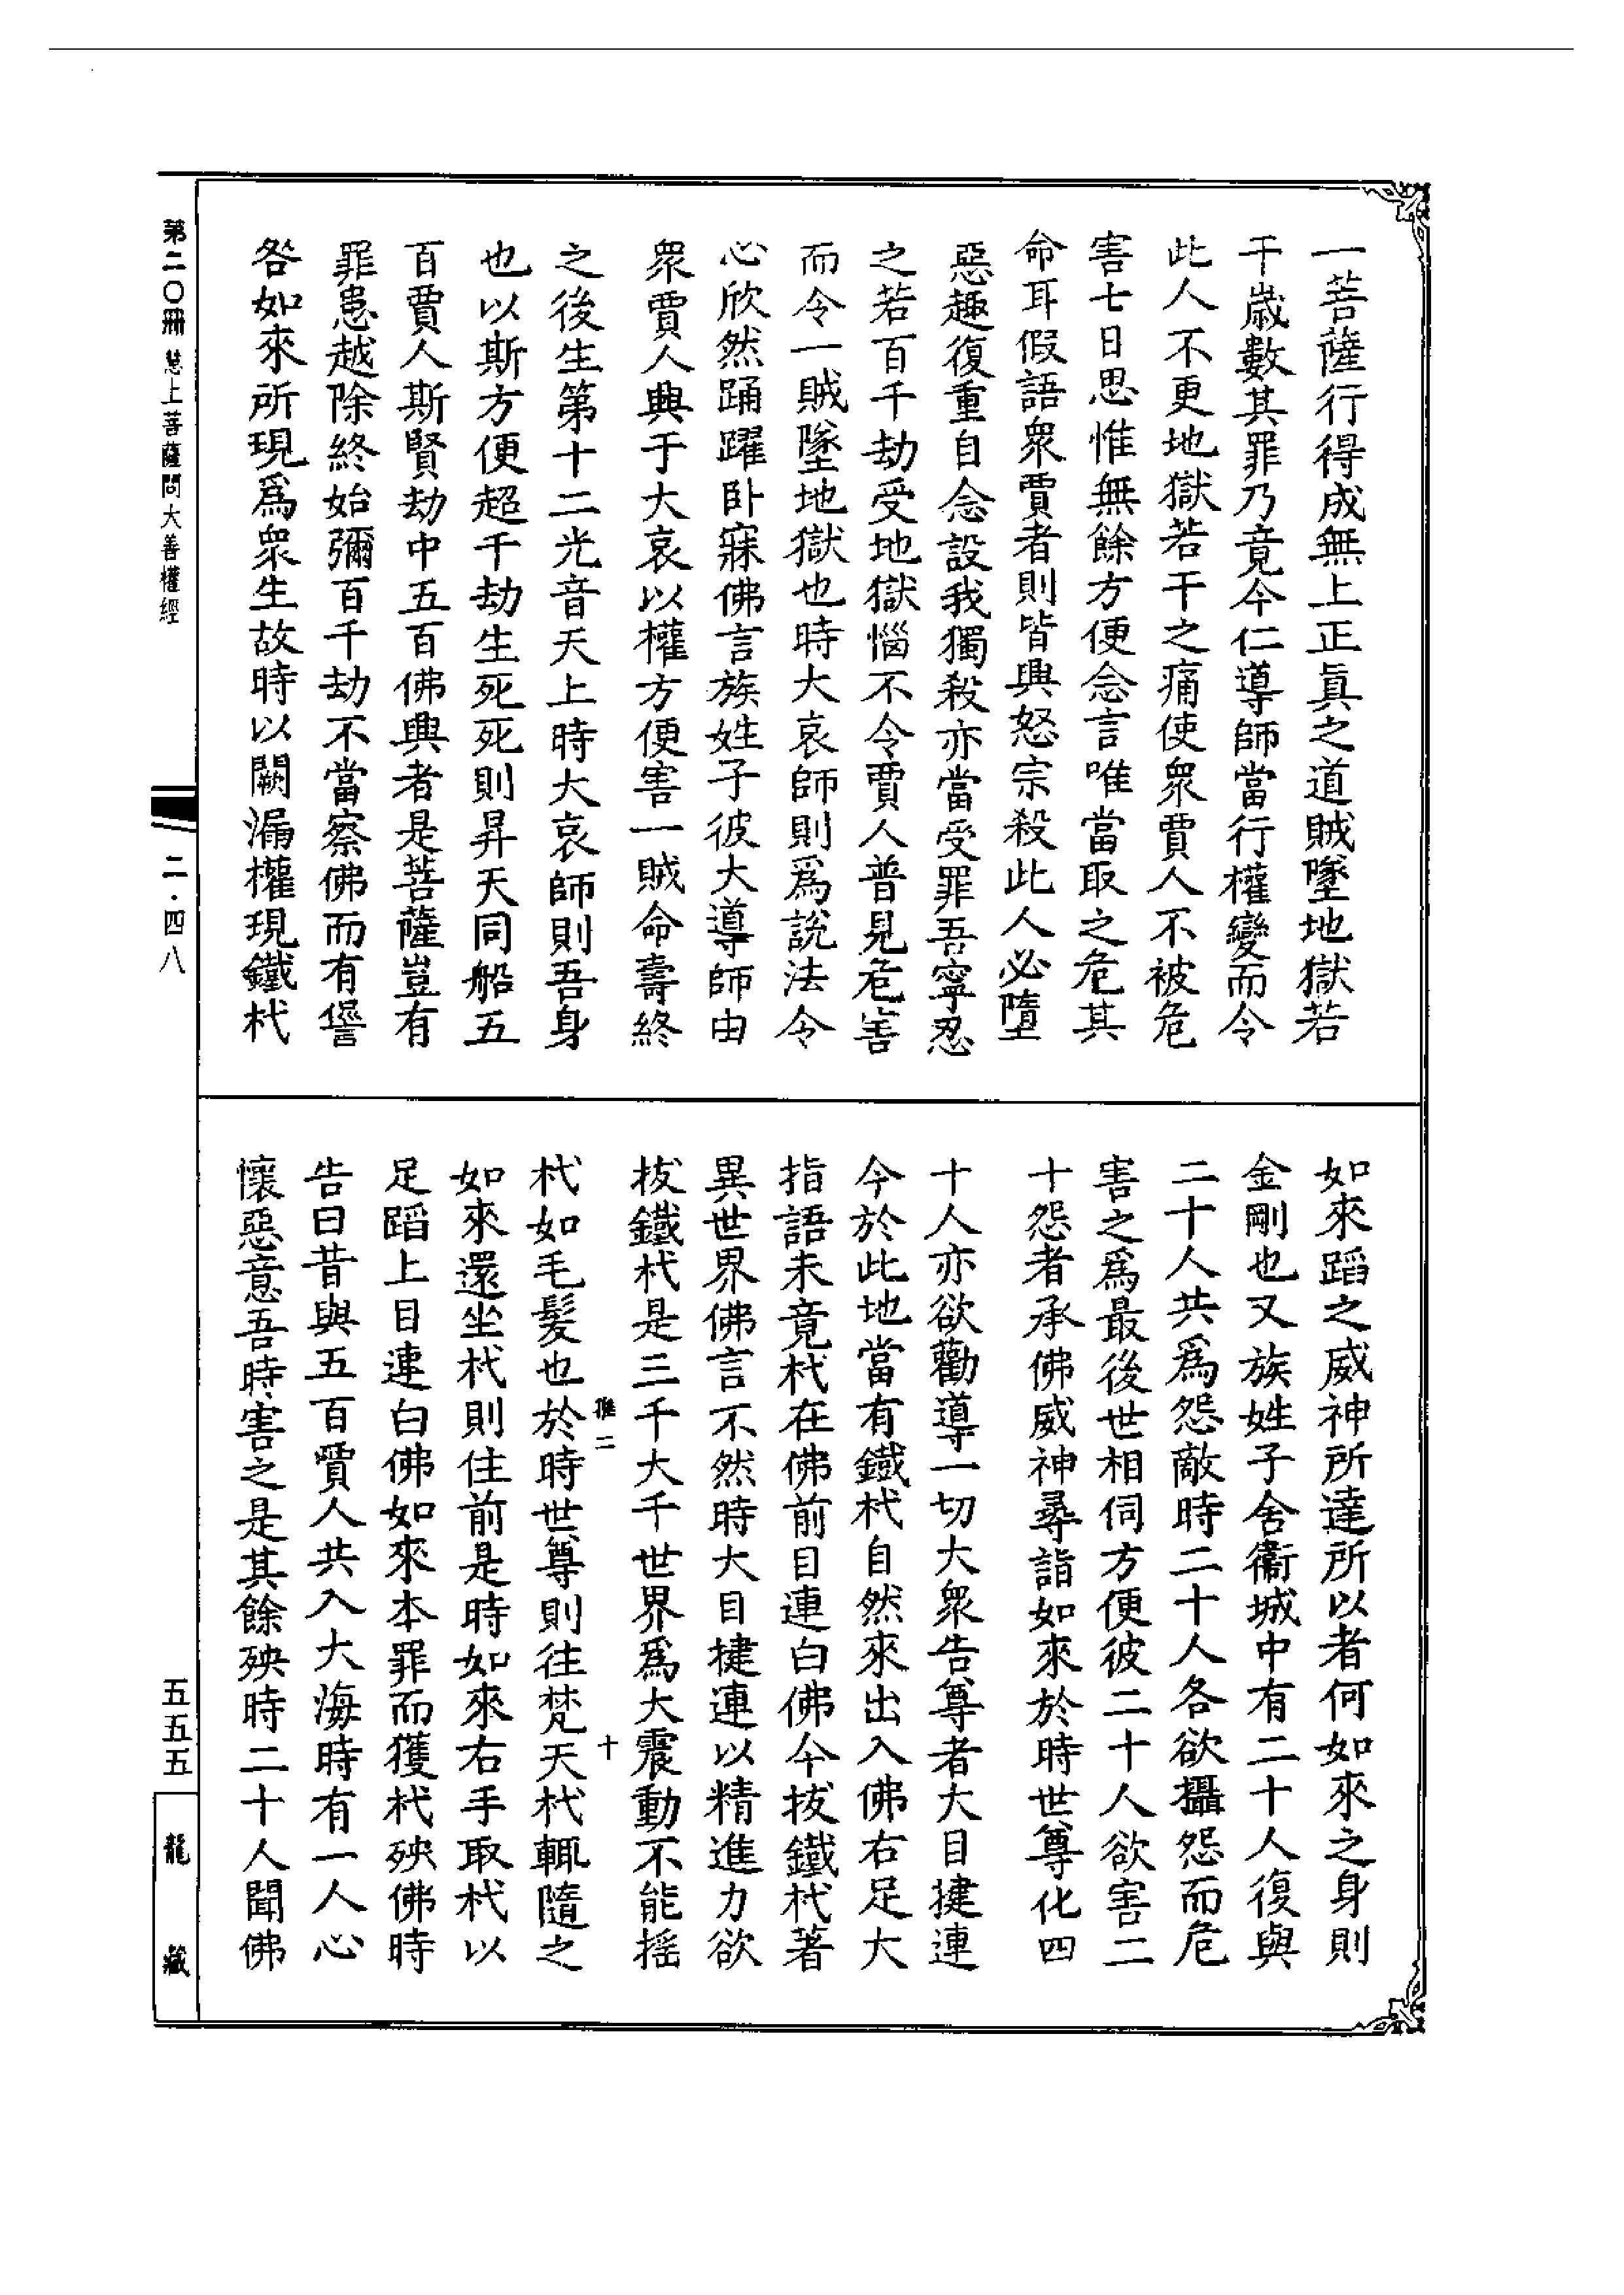 一菩薩行得成無上正真之道賊墜地獄若
干歲數其罪乃竟今仁導師當行權變而令
此人不更地獄若干之痛使衆賈人不被危
害七日思惟無餘方便念言唯當取之危其
命耳假語衆賈者則皆興怒宗殺此人必墮
惡趣復重自念設我獨殺亦當受罪吾寧忍
之若百千劫受地獄惱不令賈人普見危害
而令一賊墜地獄也時大哀師則爲說法令
心欣然踊躍卧寐佛言族姓子彼大導師由
衆賈人興于大哀以權方便害一賊命壽終
之後生第十二光音天上時大哀師則吾身
也以斯方便超千劫生死死則昇天同船五
百賈人斯賢劫中五百佛興者是菩薩豈有
罪患越除終始彌百千劫不當察佛而有𠎝
咎如來所現爲衆生故時以闕漏權現鐵杙
如來蹈之威神所達所以者何如來之身則
金剛也又族姓子舍衞城中有二十人復與
二十人共爲怨敵時二十人各欲攝怨而危
害之爲最後世相伺方便彼二十人欲害二
十怨者承佛威神尋詣如來於時世尊化四
十人亦欲勸導一切大衆告尊者大目揵連
今於此地當有鐵杙自然來出入佛右足大
指語未竟杙在佛前目連白佛今拔鐵杙著
異世界佛言不然時大目揵連以精進力欲
拔鐵杙是三千大千世界爲大震動不能搖
杙如毛髮也於時世尊則往梵天杙輒隨之
如來還坐杙則住前是時如來右手取杙以
足蹈上目連白佛如來本罪而獲杙殃佛時
告曰昔與五百賈人共入大海時有一人心
懷惡意吾時害之是其餘殃時二十人聞佛
第二〇冊 慧上菩薩問大善權經
二·四八
五五五
龍藏